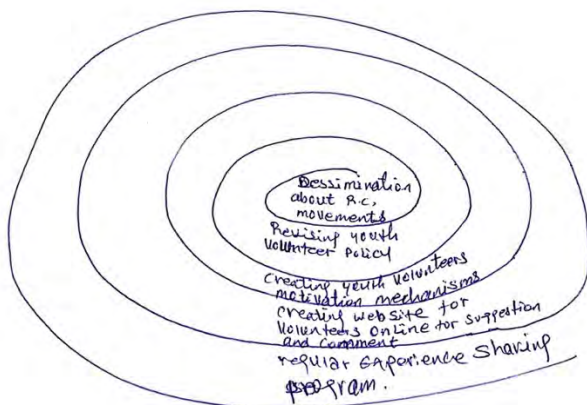 Dessimination
about R.C,
movements
Revising youth
Volunteer Policy
Creating youth Volunteers
motivation mechanisms
creating website for
Volunteers Online for Suggestion
and Comment
regular Experience Sharing
program.